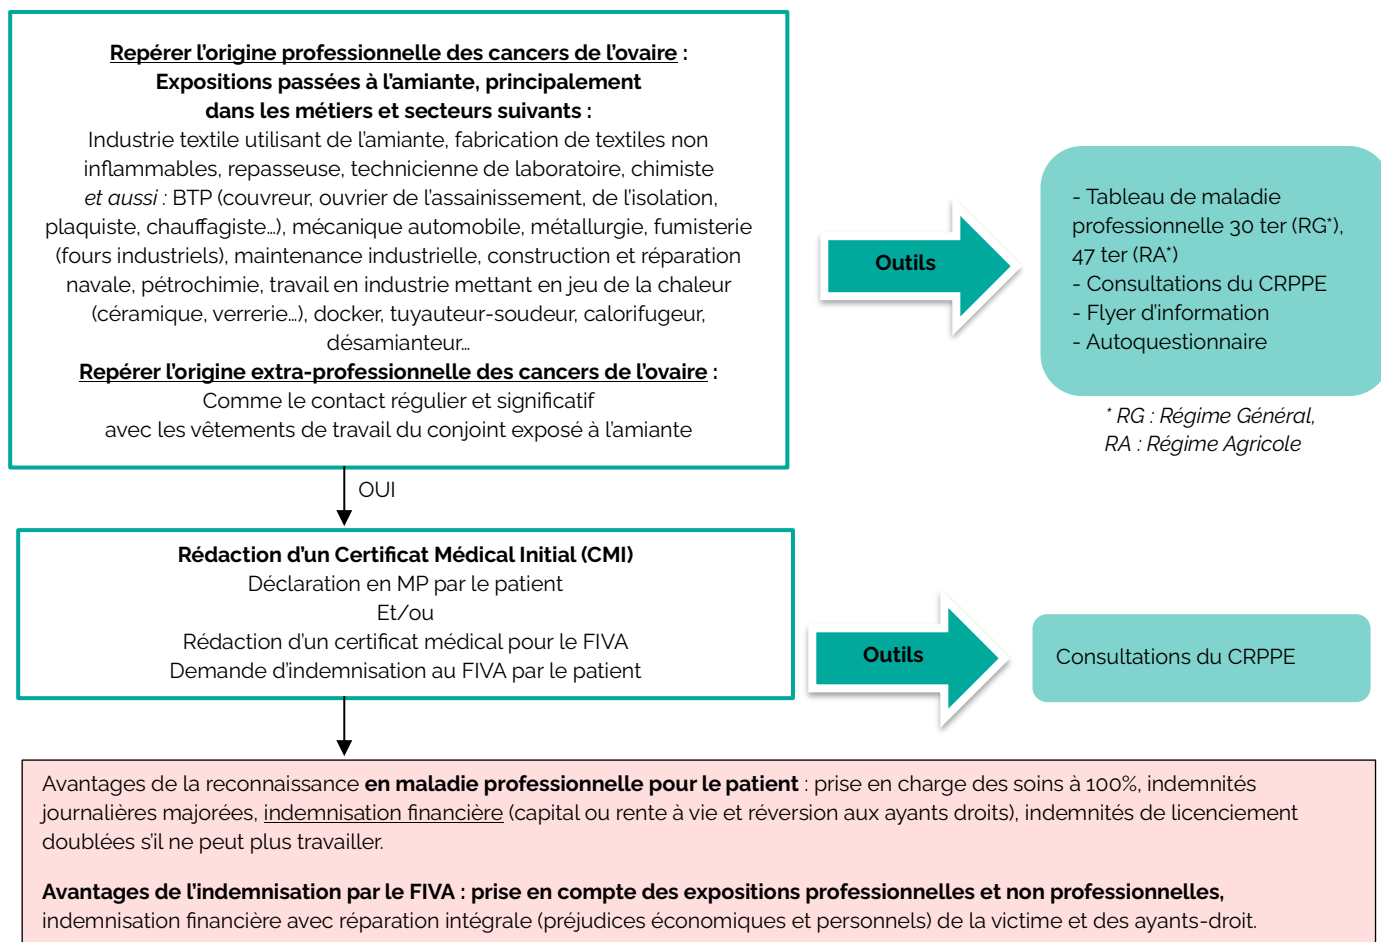 Repérer l'origine professionnelle des cancers de l'ovaire :
Expositions passées à l'amiante, principalement
dans les métiers et secteurs suivants :
Industrie textile utilisant de l'amiante, fabrication de textiles non
inflammables, repasseuse, technicienne de laboratoire, chimiste
et aussi : BTP (couvreur, ouvrier de l'assainissement, de l'isolation,
plaquiste, chauffagiste…), mécanique automobile, métallurgie, fumisterie
(fours industriels), maintenance industrielle, construction et réparation
navale, pétrochimie, travail en industrie mettant en jeu de la chaleur
(céramique, verrerie…), docker, tuyauteur-soudeur, calorifugeur,
désamianteur…
Repérer l'origine extra-professionnelle des cancers de l'ovaire :
Comme le contact régulier et significatif
avec les vêtements de travail du conjoint exposé à l'amiante
Outils
- Tableau de maladie
professionnelle 30 ter (RG*),
47 ter (RA*)
- Consultations du CRPPE
- Flyer d'information
- Autoquestionnaire
* RG : Régime Général,
RA : Régime Agricole
OUI
Rédaction d'un Certificat Médical Initial (CMI)
Déclaration en MP par le patient
Et/ou
Rédaction d'un certificat médical pour le FIVA
Demande d'indemnisation au FIVA par le patient
Outils
Consultations du CRPPE
Avantages de la reconnaissance en maladie professionnelle pour le patient : prise en charge des soins à 100%, indemnités
journalières majorées, indemnisation financière (capital ou rente à vie et réversion aux ayants droits), indemnités de licenciement
doublées s'il ne peut plus travailler.
Avantages de l'indemnisation par le FIVA : prise en compte des expositions professionnelles et non professionnelles,
indemnisation financière avec réparation intégrale (préjudices économiques et personnels) de la victime et des ayants-droit.